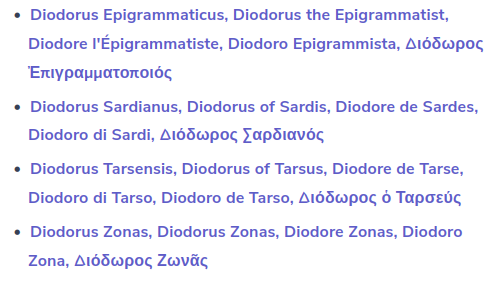 • Diodorus Epigrammaticus, Diodorus the Epigrammatist,
Diodore l'Épigrammatiste, Diodoro Epigrammista, Διόδωρος
Ἐπιγραμματοποιός
• Diodorus Sardianus, Diodorus of Sardis, Diodore de Sardes,
Diodoro di Sardi, Διόδωρος Σαρδιανός
• Diodorus Tarsensis, Diodorus of Tarsus, Diodore de Tarse,
Diodoro di Tarso, Diodoro de Tarso, Διόδωρος ὁ Ταρσεύς
• Diodorus Zonas, Diodorus Zonas, Diodore Zonas, Diodoro
Zona, Διόδωρος Ζωνᾶς